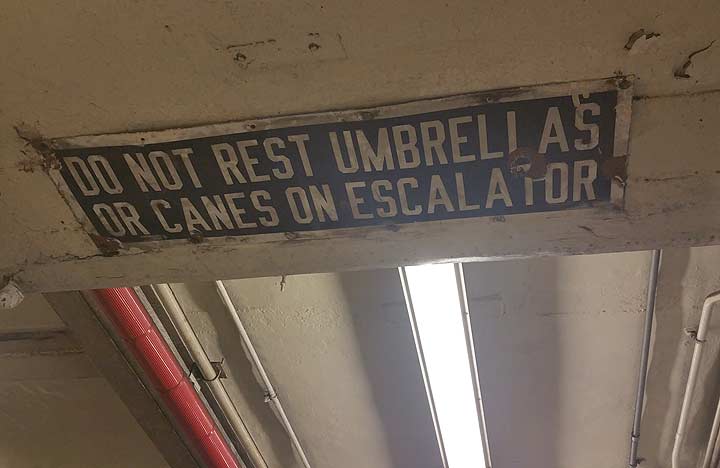 DO NOT REST UMBRELLAS
OR CANES ON ESCALATOR